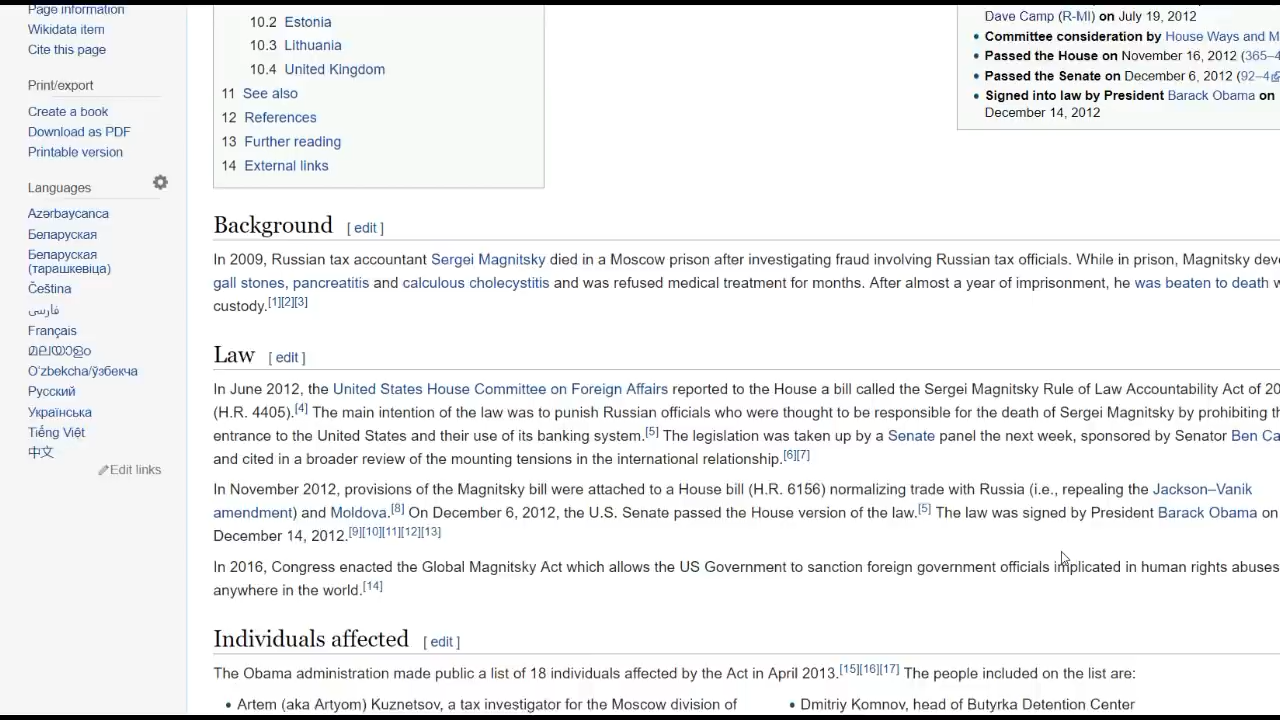 Page information
Wikidata item
Cite this page
Print/export
Create a book
Download as PDF
Printable version
Languages
Azərbaycanca
Беларуская
Беларуская
(тарашкевіца)
Čeština
فارسی
Français
മലയാളം
Oʻzbekcha/ўзбекча
Русский
Українська
Tiếng Việt
中文
Edit links
10.2 Estonia
10.3 Lithuania
10.4 United Kingdom
11 See also
12 References
13 Further reading
14 External links
Dave Camp (R-MI) on July 19, 2012
• Committee consideration by House Ways and M
• Passed the House on November 16, 2012 (365–4
• Passed the Senate on December 6, 2012 (92–4
• Signed into law by President Barack Obama on
December 14, 2012
Background [ edit ]
In 2009, Russian tax accountant Sergei Magnitsky died in a Moscow prison after investigating fraud involving Russian tax officials. While in prison, Magnitsky deve
gall stones, pancreatitis and calculous cholecystitis and was refused medical treatment for months. After almost a year of imprisonment, he was beaten to death w
custody.[1][2][3]
Law [ edit ]
In June 2012, the United States House Committee on Foreign Affairs reported to the House a bill called the Sergei Magnitsky Rule of Law Accountability Act of 20
(H.R. 4405).[4] The main intention of the law was to punish Russian officials who were thought to be responsible for the death of Sergei Magnitsky by prohibiting th
entrance to the United States and their use of its banking system.[5] The legislation was taken up by a Senate panel the next week, sponsored by Senator Ben Ca
and cited in a broader review of the mounting tensions in the international relationship.[6][7]
In November 2012, provisions of the Magnitsky bill were attached to a House bill (H.R. 6156) normalizing trade with Russia (i.e., repealing the Jackson–Vanik
amendment) and Moldova.[8] On December 6, 2012, the U.S. Senate passed the House version of the law.[5] The law was signed by President Barack Obama on
December 14, 2012.[9][10][11][12][13]
In 2016, Congress enacted the Global Magnitsky Act which allows the US Government to sanction foreign government officials implicated in human rights abuses
anywhere in the world.[14]
Individuals affected [ edit ]
The Obama administration made public a list of 18 individuals affected by the Act in April 2013.[15][16][17] The people included on the list are:
• Artem (aka Artyom) Kuznetsov, a tax investigator for the Moscow division of
• Dmitriy Komnov, head of Butyrka Detention Center